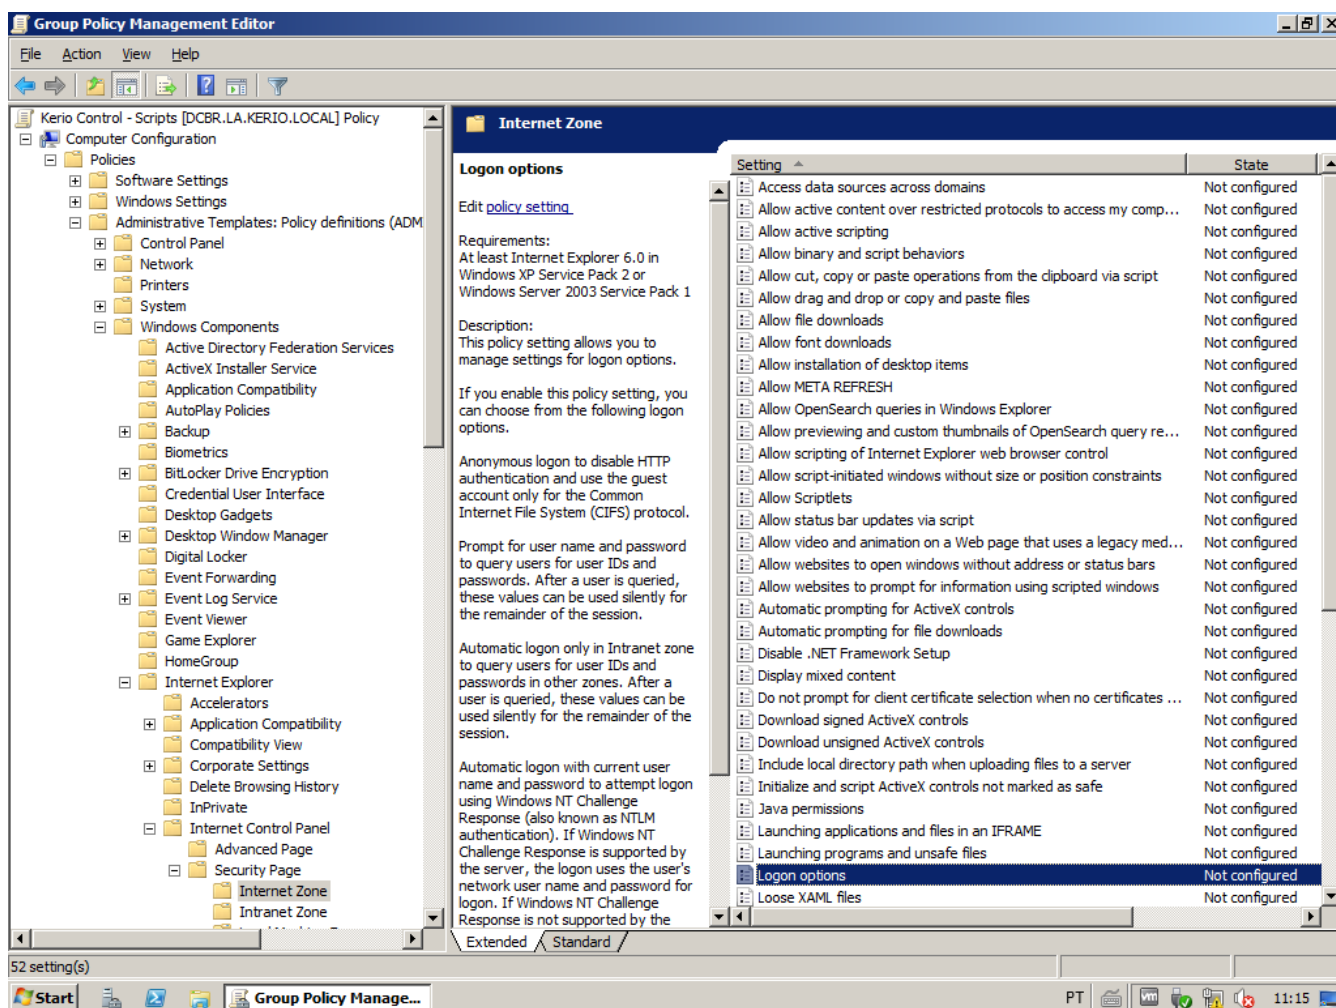 Group Policy Management Editor
File Action View Help
Kerio Control - Scripts [DCBR.LA.KERIO.LOCAL] Policy
Computer Configuration
Policies
Software Settings
Windows Settings
Administrative Templates: Policy definitions (ADM
Control Panel
Network
Printers
System
Windows Components
Active Directory Federation Services
ActiveX Installer Service
Application Compatibility
AutoPlay Policies
Backup
Biometrics
BitLocker Drive Encryption
Credential User Interface
Desktop Gadgets
Desktop Window Manager
Digital Locker
Event Forwarding
Event Log Service
Event Viewer
Game Explorer
HomeGroup
Internet Explorer
Accelerators
Application Compatibility
Compatibility View
Corporate Settings
Delete Browsing History
InPrivate
Internet Control Panel
Advanced Page
Security Page
Internet Zone
Intranet Zone
Internet Zone
Logon options
Edit policy setting
Requirements:
At least Internet Explorer 6.0 in
Windows XP Service Pack 2 or
Windows Server 2003 Service Pack 1
Description:
This policy setting allows you to
manage settings for logon options.
If you enable this policy setting, you
can choose from the following logon
options.
Anonymous logon to disable HTTP
authentication and use the guest
account only for the Common
Internet File System (CIFS) protocol.
Prompt for user name and password
to query users for user IDs and
passwords. After a user is queried,
these values can be used silently for
the remainder of the session.
Automatic logon only in Intranet zone
to query users for user IDs and
passwords in other zones. After a
user is queried, these values can be
used silently for the remainder of the
session.
Automatic logon with current user
name and password to attempt logon
using Windows NT Challenge
Response (also known as NTLM
authentication). If Windows NT
Challenge Response is supported by
the server, the logon uses the user's
network user name and password for
logon. If Windows NT Challenge
Response is not supported by the
Setting State
Access data sources across domains Not configured
Allow active content over restricted protocols to access my comp... Not configured
Allow active scripting Not configured
Allow binary and script behaviors Not configured
Allow cut, copy or paste operations from the clipboard via script Not configured
Allow drag and drop or copy and paste files Not configured
Allow file downloads Not configured
Allow font downloads Not configured
Allow installation of desktop items Not configured
Allow META REFRESH Not configured
Allow OpenSearch queries in Windows Explorer Not configured
Allow previewing and custom thumbnails of OpenSearch query re... Not configured
Allow scripting of Internet Explorer web browser control Not configured
Allow script-initiated windows without size or position constraints Not configured
Allow Scriptlets Not configured
Allow status bar updates via script Not configured
Allow video and animation on a Web page that uses a legacy med... Not configured
Allow websites to open windows without address or status bars Not configured
Allow websites to prompt for information using scripted windows Not configured
Automatic prompting for ActiveX controls Not configured
Automatic prompting for file downloads Not configured
Disable .NET Framework Setup Not configured
Display mixed content Not configured
Do not prompt for client certificate selection when no certificates ... Not configured
Download signed ActiveX controls Not configured
Download unsigned ActiveX controls Not configured
Include local directory path when uploading files to a server Not configured
Initialize and script ActiveX controls not marked as safe Not configured
Java permissions Not configured
Launching applications and files in an IFRAME Not configured
Launching programs and unsafe files Not configured
Logon options Not configured
Loose XAML files Not configured
Extended Standard
52 setting(s)
Start Group Policy Manage... PT vm 11:15